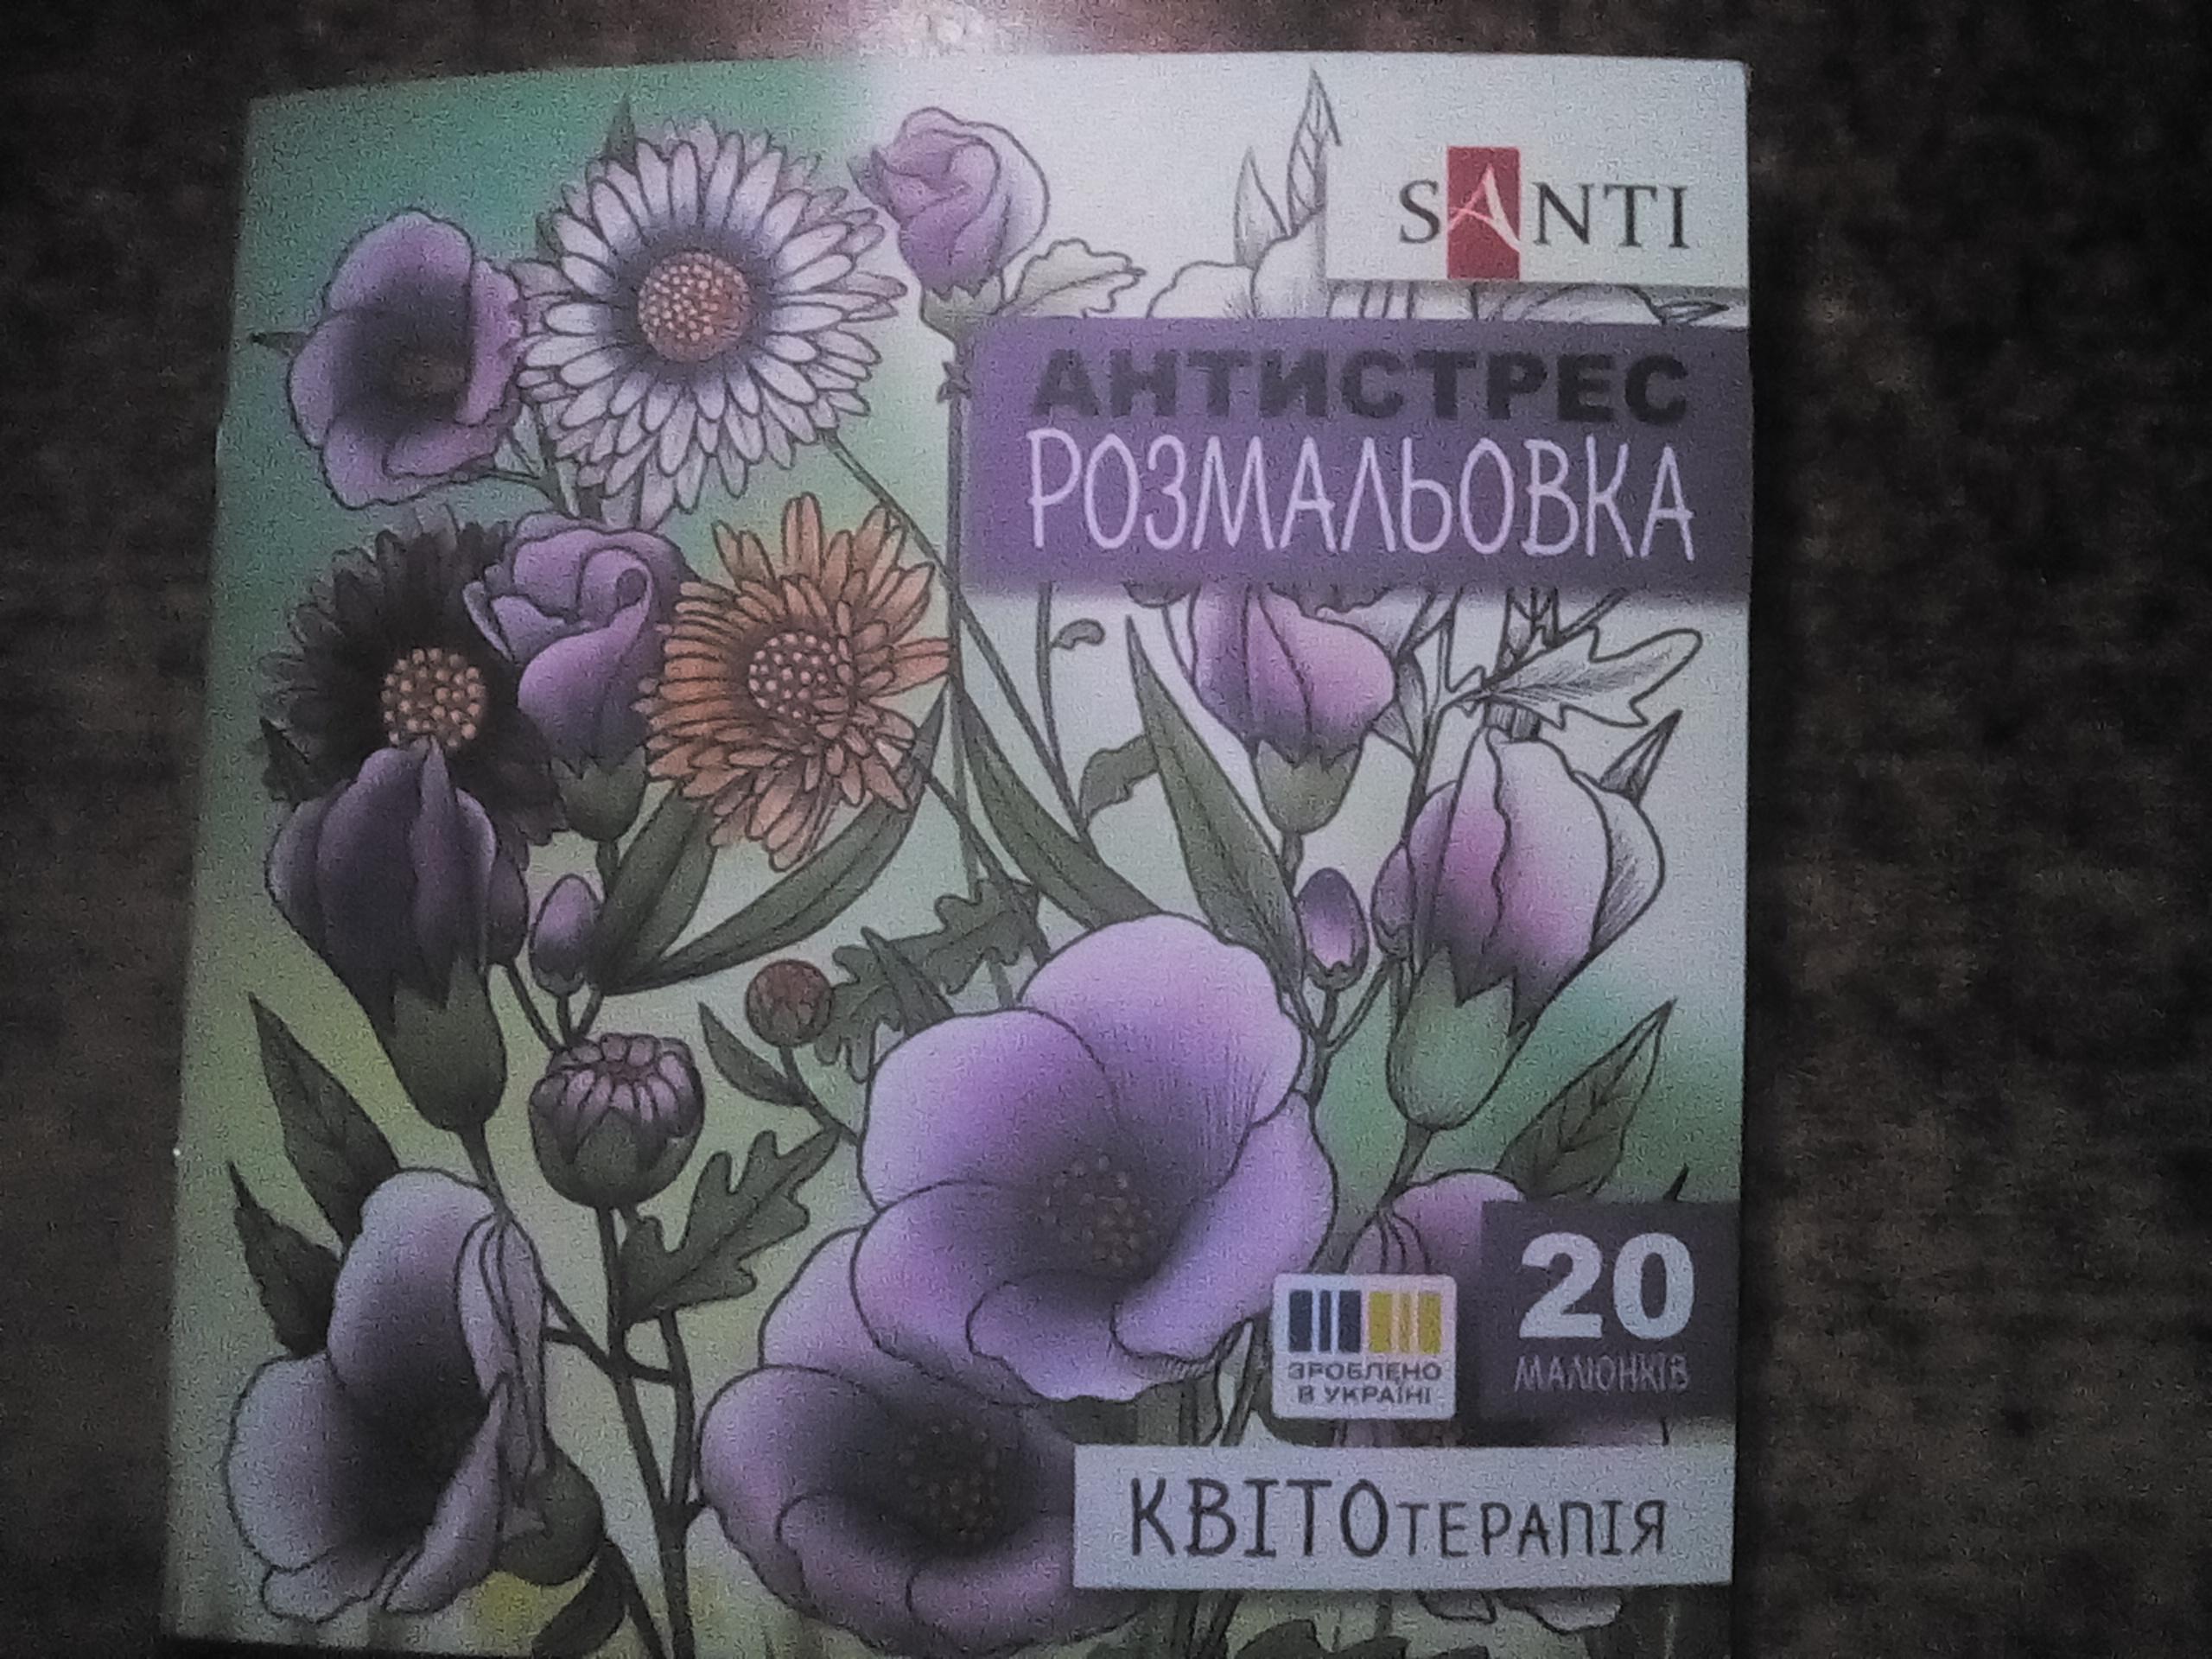 SANTI
АНТИСТРЕС
РОЗМАЛЬОВКА
20
МАЛЮНКІВ
ЗРОБЛЕНО
В УКРАЇНІ
КВІТОТЕРАПІЯ